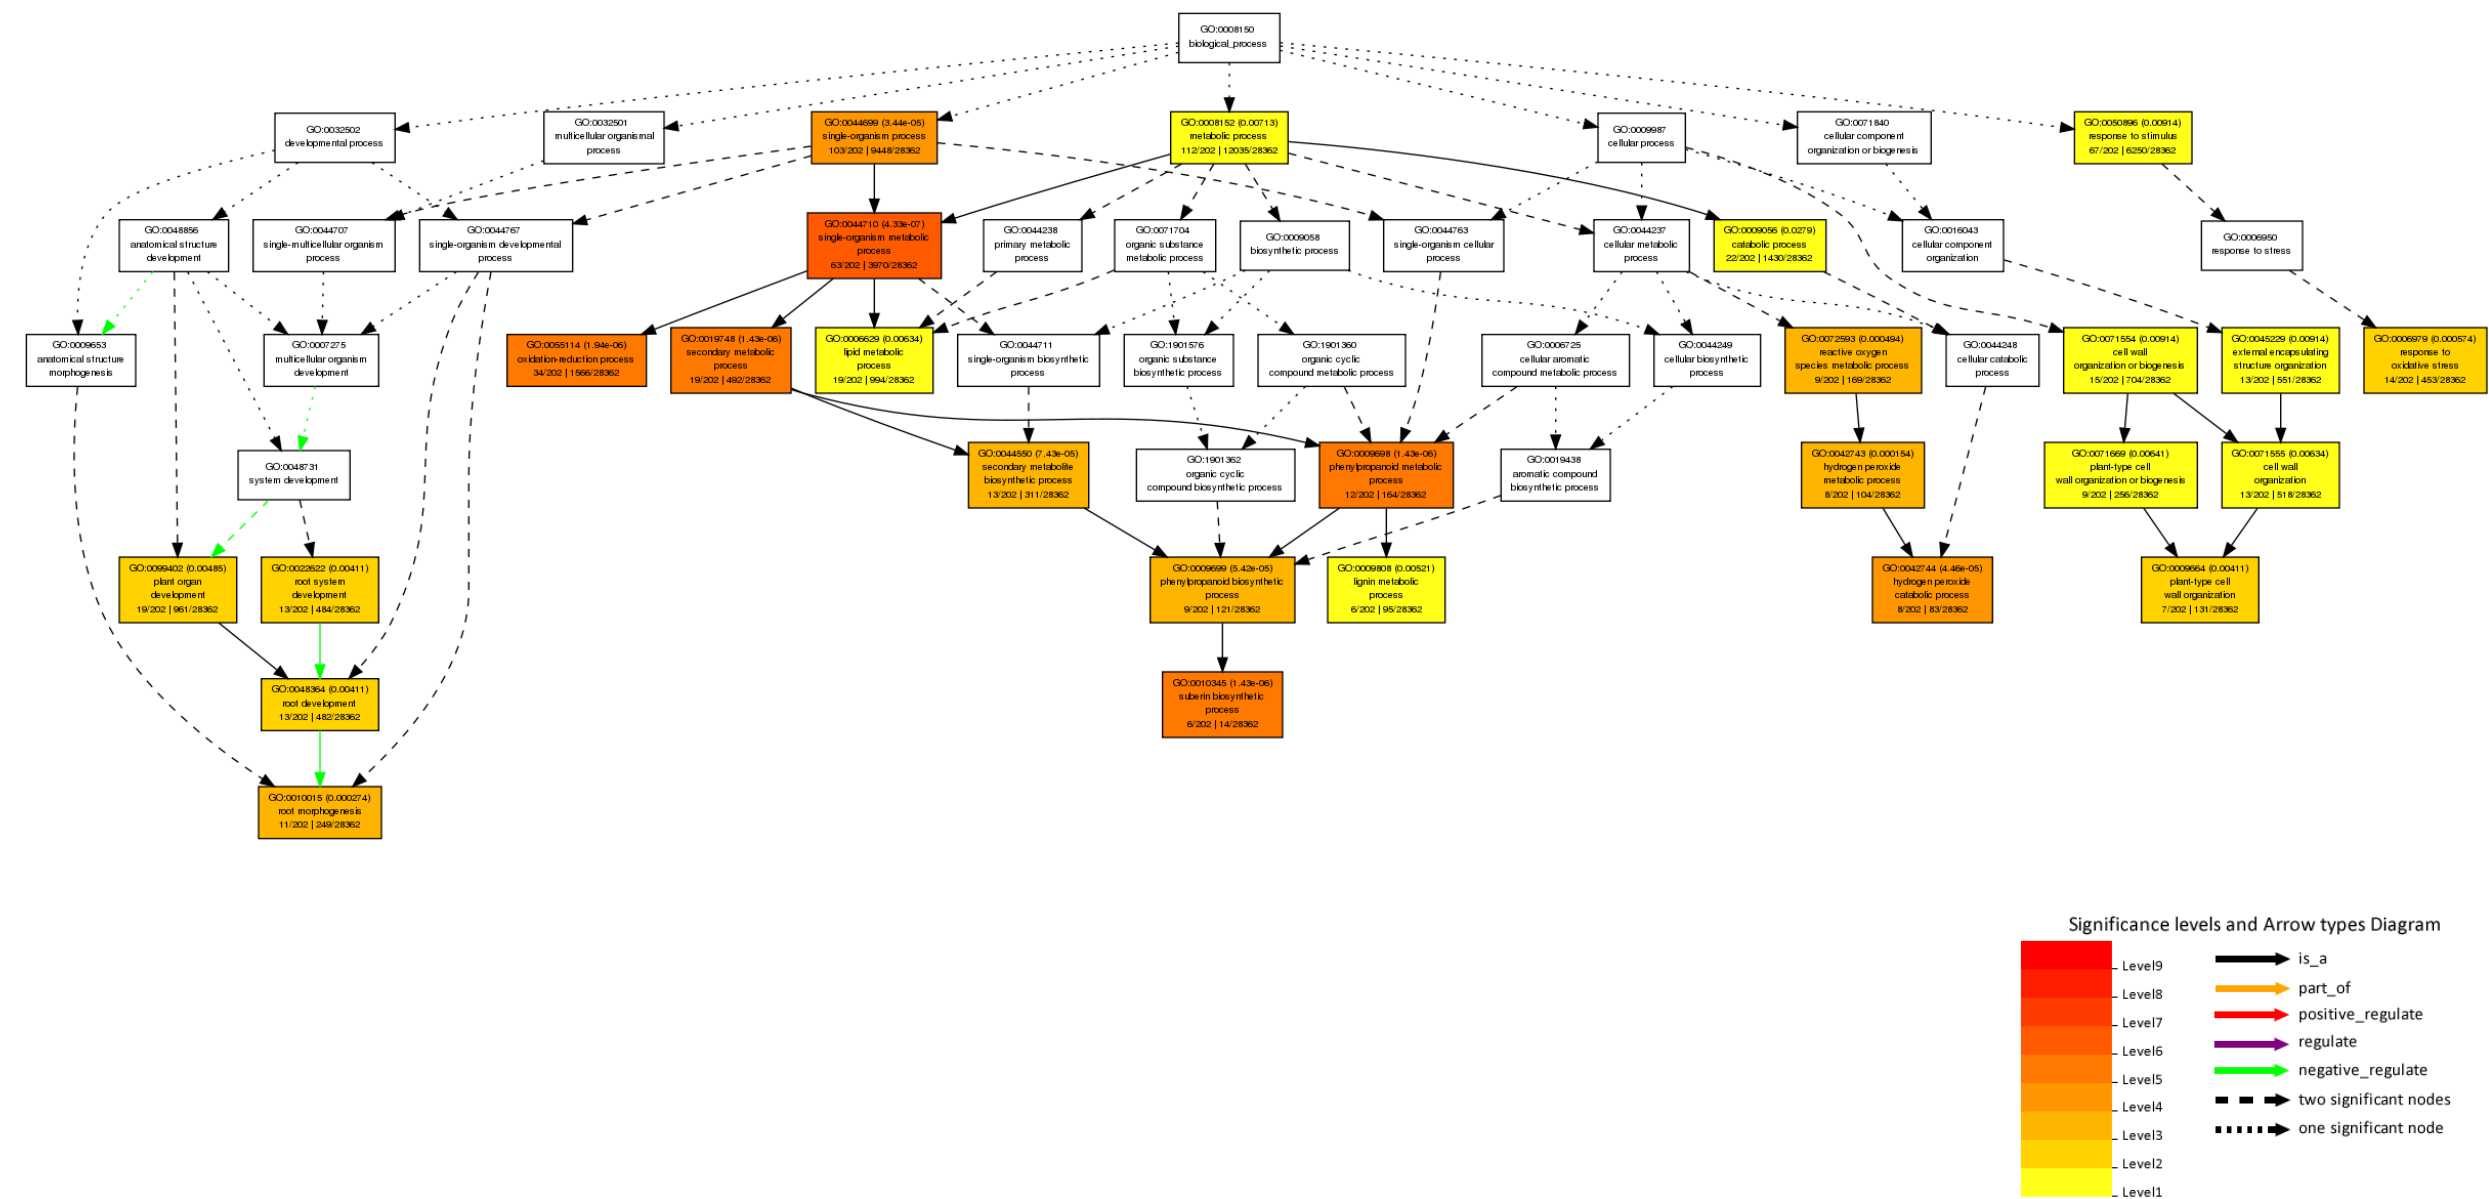 GO:0008150
biological_process
GO:0032502
developmental process
GO:0032501
multicellular organismal
process
GO:0044699 (3.44e-05)
single-organism process
103/202 | 9448/28362
GO:0008152 (0.00713)
metabolic process
112/202 | 12035/28362
GO:0009987
cellular process
GO:0071840
cellular component
organization or biogenesis
GO:0050896 (0.00914)
response to stimulus
67/202 | 6250/28362
GO:0048856
anatomical structure
development
GO:0044707
single-multicellular organism
process
GO:0044767
single-organism developmental
process
GO:0044710 (4.33e-07)
single-organism metabolic
process
63/202 | 3970/28362
GO:0044238
primary metabolic
process
GO:0071704
organic substance
metabolic process
GO:0009058
biosynthetic process
GO:0044763
single-organism cellular
process
GO:0044237
cellular metabolic
process
GO:0009056 (0.0279)
catabolic process
22/202 | 1430/28362
GO:0016043
cellular component
organization
GO:0006950
response to stress
GO:0009653
anatomical structure
morphogenesis
GO:0007275
multicellular organism
development
GO:0055114 (1.94e-06)
oxidation-reduction process
34/202 | 1566/28362
GO:0019748 (1.43e-06)
secondary metabolic
process
19/202 | 492/28362
GO:0006629 (0.00634)
lipid metabolic
process
19/202 | 994/28362
GO:0044711
single-organism biosynthetic
process
GO:1901576
organic substance
biosynthetic process
GO:1901360
organic cyclic
compound metabolic process
GO:0006725
cellular aromatic
compound metabolic process
GO:0044249
cellular biosynthetic
process
GO:0072593 (0.000494)
reactive oxygen
species metabolic process
9/202 | 169/28362
GO:0044248
cellular catabolic
process
GO:0071554 (0.00914)
cell wall
organization or biogenesis
15/202 | 704/28362
GO:0045229 (0.00914)
external encapsulating
structure organization
13/202 | 551/28362
GO:0006979 (0.000574)
response to
oxidative stress
14/202 | 453/28362
GO:0048731
system development
GO:0044550 (7.43e-05)
secondary metabolite
biosynthetic process
13/202 | 311/28362
GO:1901362
organic cyclic
compound biosynthetic process
GO:0009698 (1.43e-06)
phenylpropanoid metabolic
process
12/202 | 164/28362
GO:0019438
aromatic compound
biosynthetic process
GO:0042743 (0.000154)
hydrogen peroxide
metabolic process
8/202 | 104/28362
GO:0071669 (0.00641)
plant-type cell
wall organization or biogenesis
9/202 | 256/28362
GO:0071555 (0.00634)
cell wall
organization
13/202 | 518/28362
GO:0099402 (0.00485)
plant organ
development
19/202 | 961/28362
GO:0022622 (0.00411)
root system
development
13/202 | 484/28362
GO:0009699 (5.42e-05)
phenylpropanoid biosynthetic
process
9/202 | 121/28362
GO:0009808 (0.00521)
lignin metabolic
process
6/202 | 95/28362
GO:0042744 (4.46e-05)
hydrogen peroxide
catabolic process
8/202 | 83/28362
GO:0009664 (0.00411)
plant-type cell
wall organization
7/202 | 131/28362
GO:0048364 (0.00411)
root development
13/202 | 482/28362
GO:0010345 (1.43e-06)
suberin biosynthetic
process
6/202 | 14/28362
GO:0010015 (0.000274)
root morphogenesis
11/202 | 249/28362
Significance levels and Arrow types Diagram
Level9
Level8
Level7
Level6
Level5
Level4
Level3
Level2
Level1
is_a
part_of
positive_regulate
regulate
negative_regulate
two significant nodes
one significant node